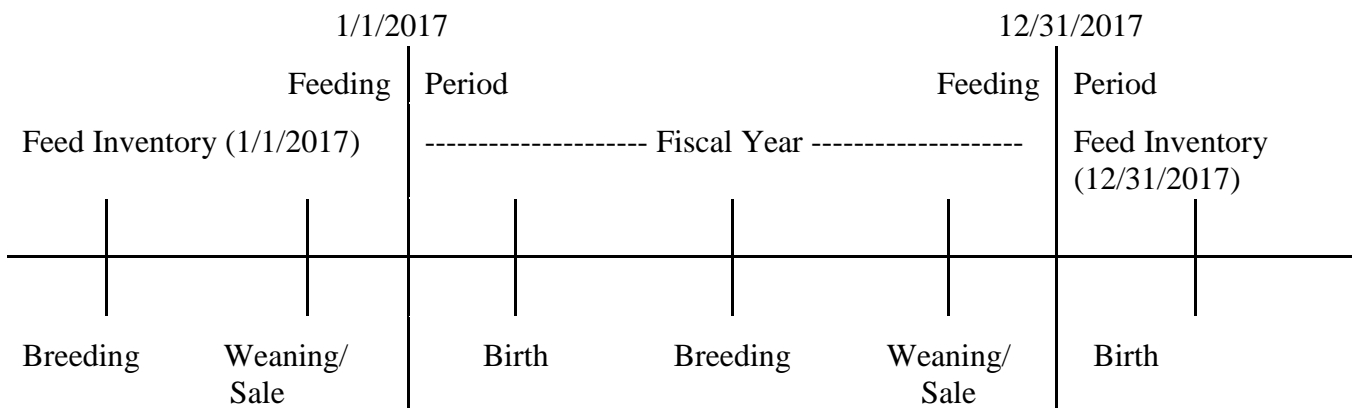 1/1/2017 12/31/2017
Feeding Period Feeding Period
Feed Inventory (1/1/2017) --------------------- Fiscal Year -------------------- Feed Inventory
(12/31/2017)
Breeding Weaning/ Birth Breeding Weaning/ Birth
Sale Sale